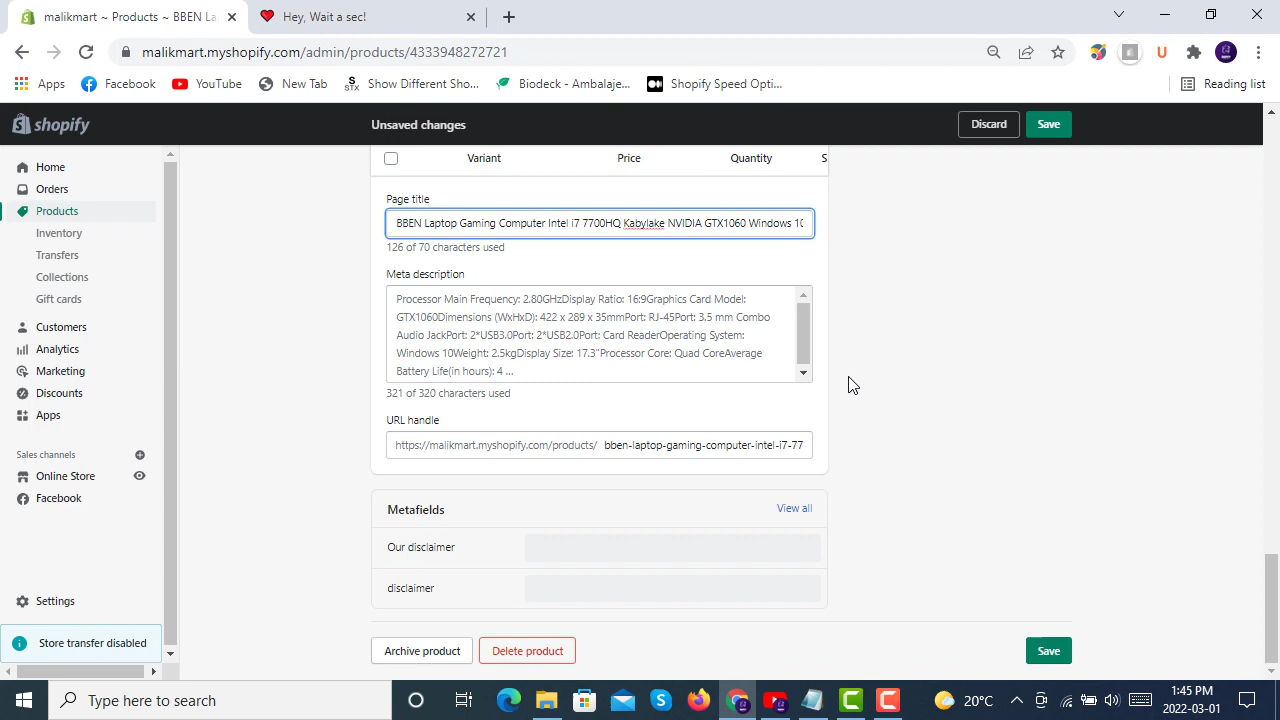 malikmart ~ Products ~ BBEN La
Hey, Wait a sec!
malikmart.myshopify.com/admin/products/4333948272721
Apps
Facebook
YouTube
New Tab
STX
Show Different Sho...
Biodeck - Ambalaje...
Shopify Speed Opti...
Reading list
shopify
Unsaved changes
Discard
Save
Home
Orders
Products
Inventory
Transfers
Collections
Gift cards
Customers
Analytics
Marketing
Discounts
Apps
Sales channels
Online Store
Facebook
Settings
Store transfer disabled
Variant Price Quantity S
Page title
BBEN Laptop Gaming Computer Intel i7 7700HQ Kabylake NVIDIA GTX1060 Windows 10
126 of 70 characters used
Meta description
Processor Main Frequency: 2.80GHzDisplay Ratio: 16:9Graphics Card Model:
GTX1060Dimensions (WxHxD): 422 x 289 x 35mmPort: RJ-45Port: 3.5 mm Combo
Audio JackPort: 2*USB3.0Port: 2*USB2.0Port: Card ReaderOperating System:
Windows 10Weight: 2.5kgDisplay Size: 17.3"Processor Core: Quad CoreAverage
Battery Life(in hours): 4 ...
321 of 320 characters used
URL handle
https://malikmart.myshopify.com/products/ bben-laptop-gaming-computer-intel-i7-77
Metafields
View all
Our disclaimer
disclaimer
Archive product
Delete product
Save
Type here to search
20°C
1:45 PM
2022-03-01